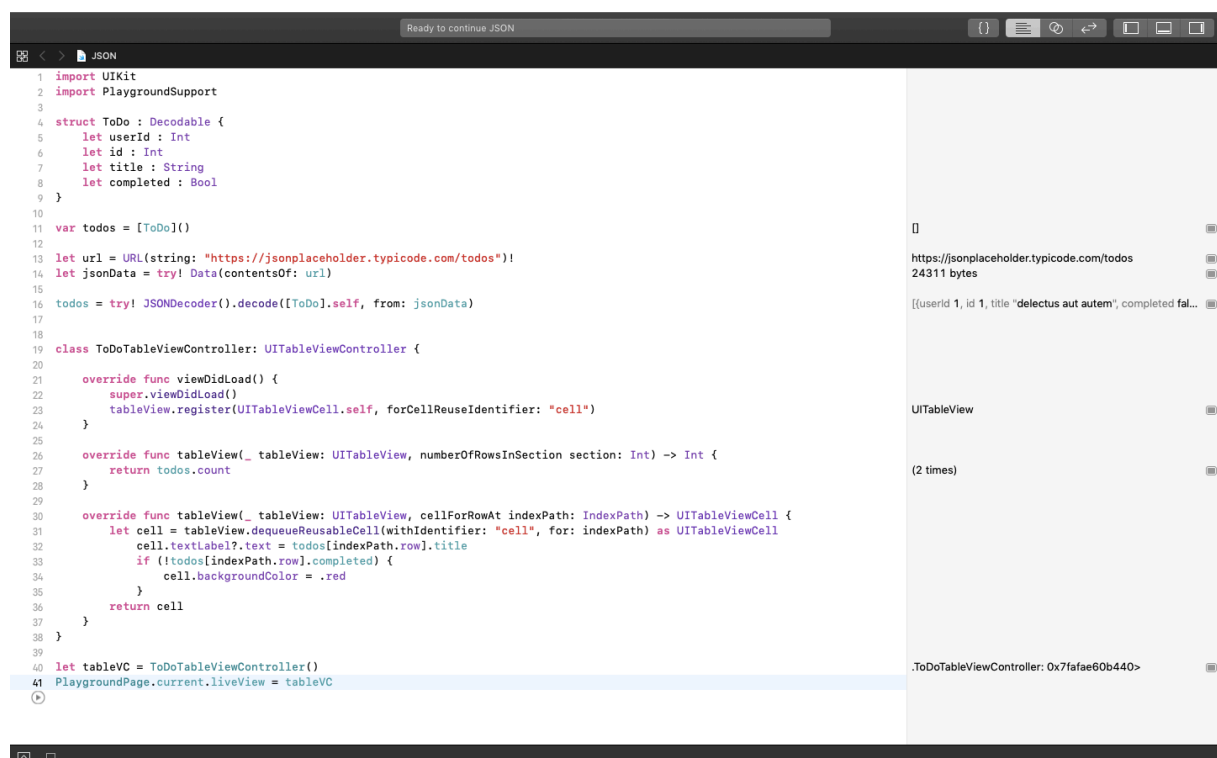 Ready to continue JSON
{ }
JSON
1 import UIKit
2 import PlaygroundSupport
3
4 struct ToDo : Decodable {
5 let userId : Int
6 let id : Int
7 let title : String
8 let completed : Bool
9 }
10
11 var todos = [ToDo]() []
12
13 let url = URL(string: "https://jsonplaceholder.typicode.com/todos")! https://jsonplaceholder.typicode.com/todos
14 let jsonData = try! Data(contentsOf: url) 24311 bytes
15
16 todos = try! JSONDecoder().decode([ToDo].self, from: jsonData) [{userId 1, id 1, title "delectus aut autem", completed fal...
17
18
19 class ToDoTableViewController: UITableViewController {
20
21 override func viewDidLoad() {
22 super.viewDidLoad()
23 tableView.register(UITableViewCell.self, forCellReuseIdentifier: "cell") UITableView
24 }
25
26 override func tableView(_ tableView: UITableView, numberOfRowsInSection section: Int) -> Int {
27 return todos.count (2 times)
28 }
29
30 override func tableView(_ tableView: UITableView, cellForRowAt indexPath: IndexPath) -> UITableViewCell {
31 let cell = tableView.dequeueReusableCell(withIdentifier: "cell", for: indexPath) as UITableViewCell
32 cell.textLabel?.text = todos[indexPath.row].title
33 if (!todos[indexPath.row].completed) {
34 cell.backgroundColor = .red
35 }
36 return cell
37 }
38 }
39
40 let tableVC = ToDoTableViewController() .ToDoTableViewController: 0x7fafae60b440>
41 PlaygroundPage.current.liveView = tableVC